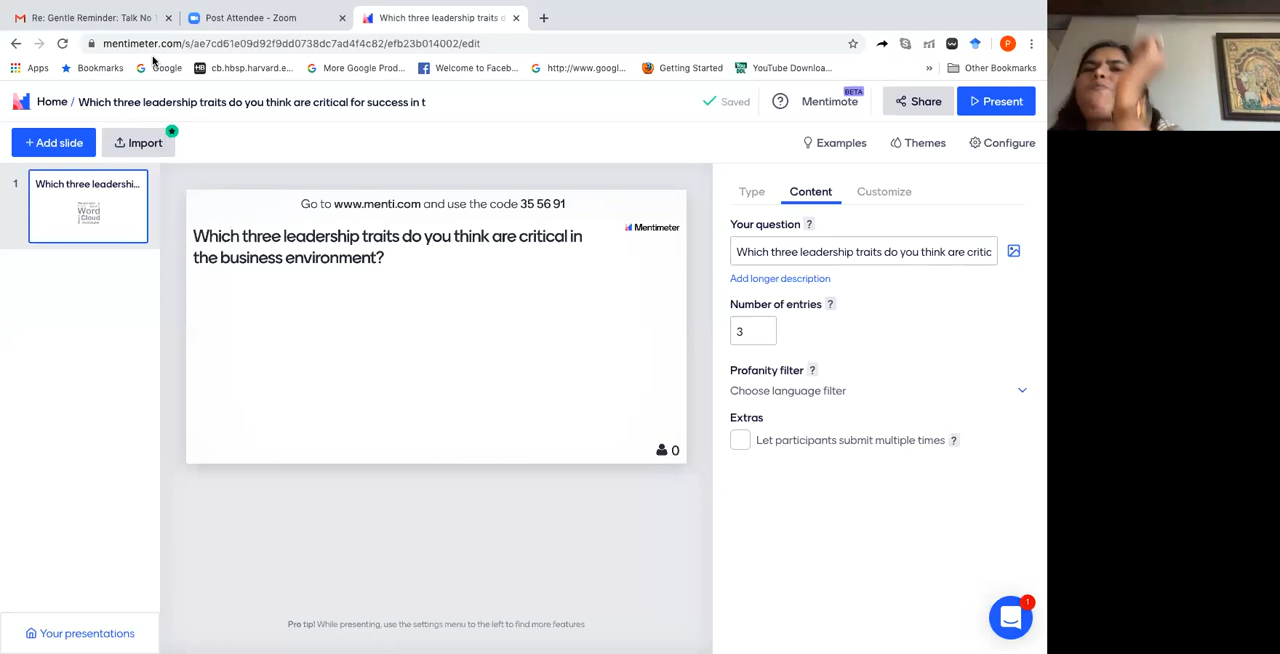 Re: Gentle Reminder: Talk No 1
Post Attendee - Zoom
Which three leadership traits d
mentimeter.com/s/ae7cd61e09d92f9dd0738dc7ad4f4c82/efb23b014002/edit
P
Apps
Bookmarks
Google
cb.hbsp.harvard.e...
More Google Prod...
Welcome to Faceb...
http://www.googl...
Getting Started
YouTube Downloa...
»
Other Bookmarks
Home / Which three leadership traits do you think are critical for success in t
Saved
Mentimote
BETA
Share
Present
+ Add slide
Import
Examples
Themes
Configure
1
Which three leadershi...
Word
Cloud
Go to www.menti.com and use the code 35 56 91
Mentimeter
Which three leadership traits do you think are critical in
the business environment?
0
Pro tip! While presenting, use the settings menu to the left to find more features
Your presentations
Type
Content
Customize
Your question ?
Which three leadership traits do you think are critic
Add longer description
Number of entries ?
3
Profanity filter ?
Choose language filter
Extras
Let participants submit multiple times ?
1